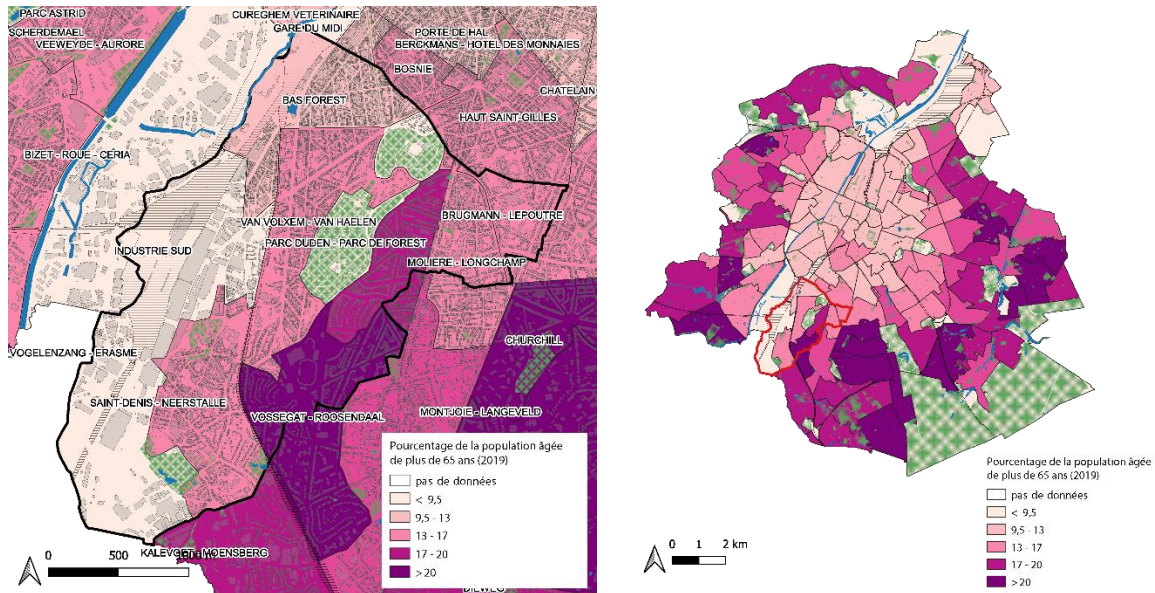 PARC ASTRID
SCHERDEMAEL
VEEWEYDE - AURORE
CUREGHEM VETERINAIRE
GARE DU MIDI
PORTE DE HAL
BERCKMANS - HOTEL DES MONNAIES
BOSNIE
CHATELAIN
BAS FOREST
HAUT SAINT-GILLES
BIZET - ROUE - CERIA
VAN VOLXEM - VAN HAELEN
BRUGMANN - LEPOUTRE
PARC DUDEN - PARC DE FOREST
INDUSTRIE SUD
MOLIERE - LONGCHAMP
CHURCHILL
VOGELENZANG - ERASME
SAINT-DENIS - NEERSTALLE
VOSSEGAT - ROOSENDAAL
MONTJOIE - LANGEVELD
KALEVOET - MOENSBERG
DIEWEG
0 500 1000 m
Pourcentage de la population âgée
de plus de 65 ans (2019)
pas de données
< 9,5
9,5 - 13
13 - 17
17 - 20
>20
0 1 2 km
Pourcentage de la population âgée
de plus de 65 ans (2019)
pas de données
< 9,5
9,5 - 13
13 - 17
17 - 20
>20